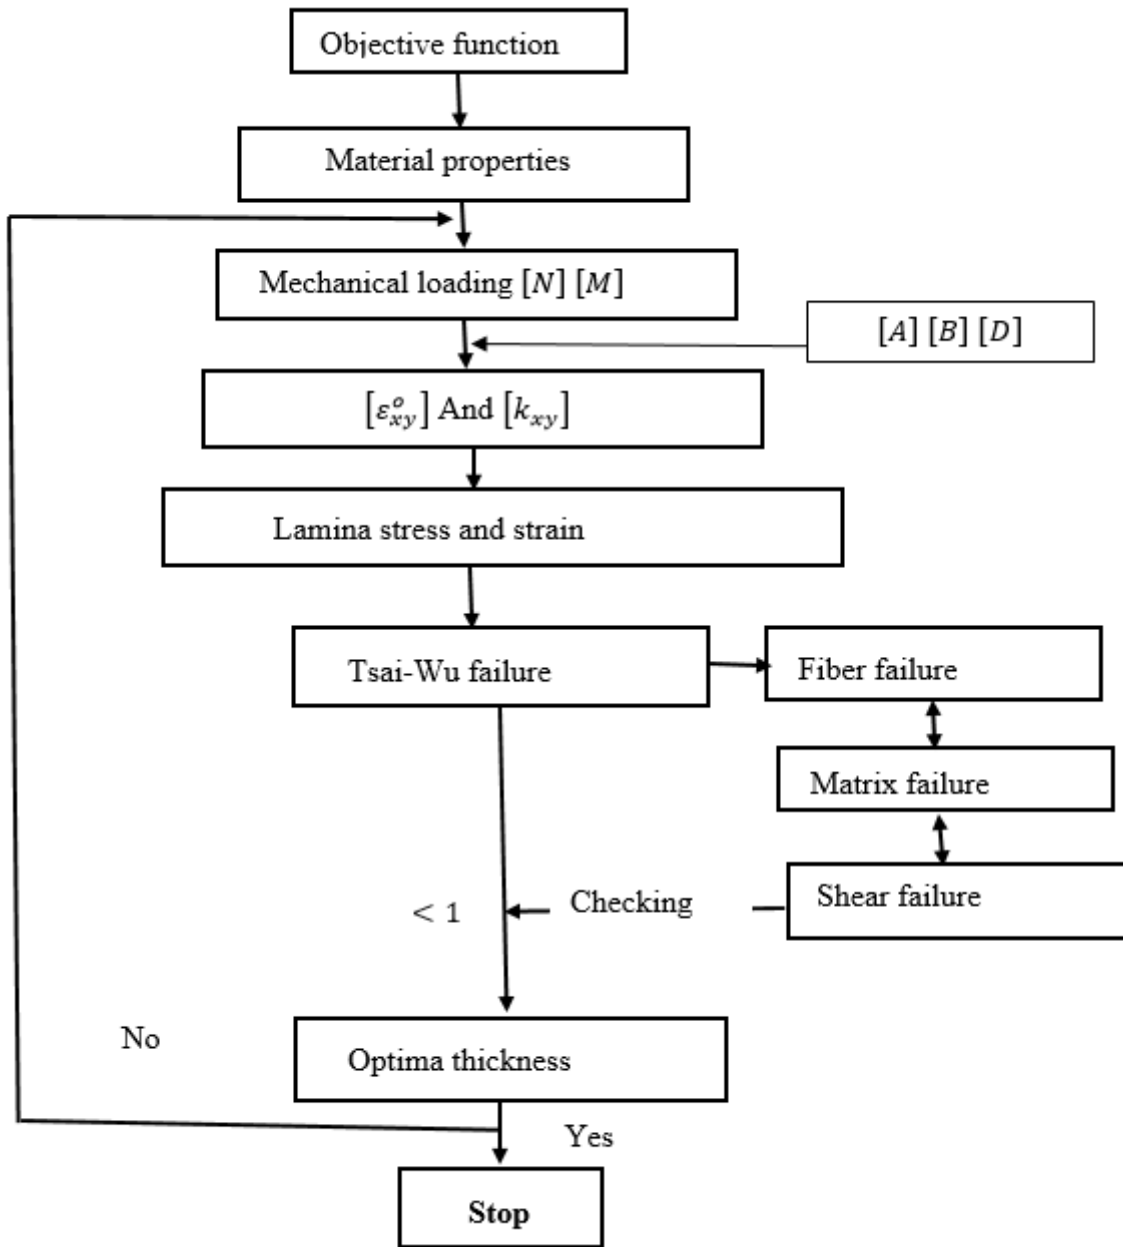 Objective function
Material properties
Mechanical loading [N] [M]
[A] [B] [D]
[ε°xy] And [kxy]
Lamina stress and strain
Tsai-Wu failure
Fiber failure
Matrix failure
Shear failure
Checking
< 1
No
Optima thickness
Yes
Stop